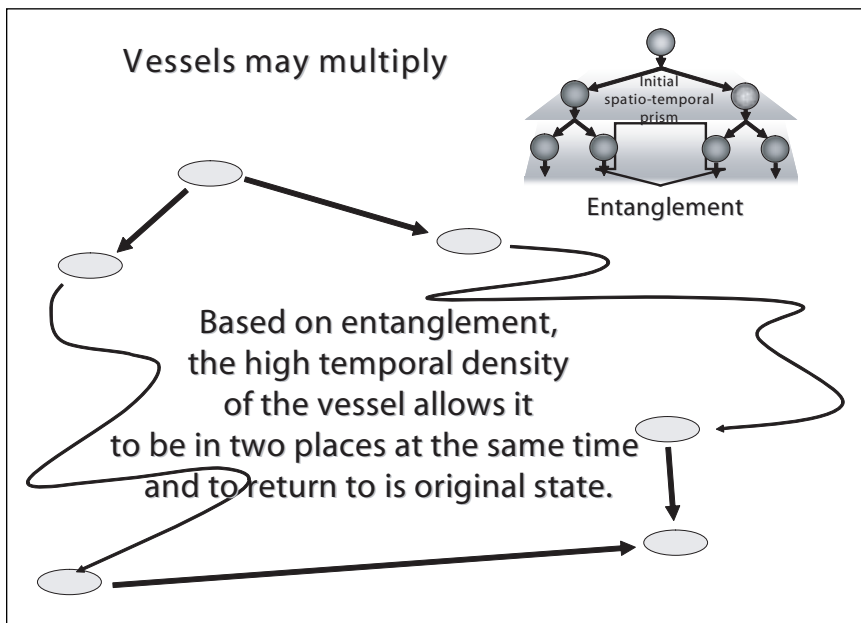 Vessels may multiply
Initial
spatio-temporal
prism
Entanglement
Based on entanglement,
the high temporal density
of the vessel allows it
to be in two places at the same time
and to return to is original state.